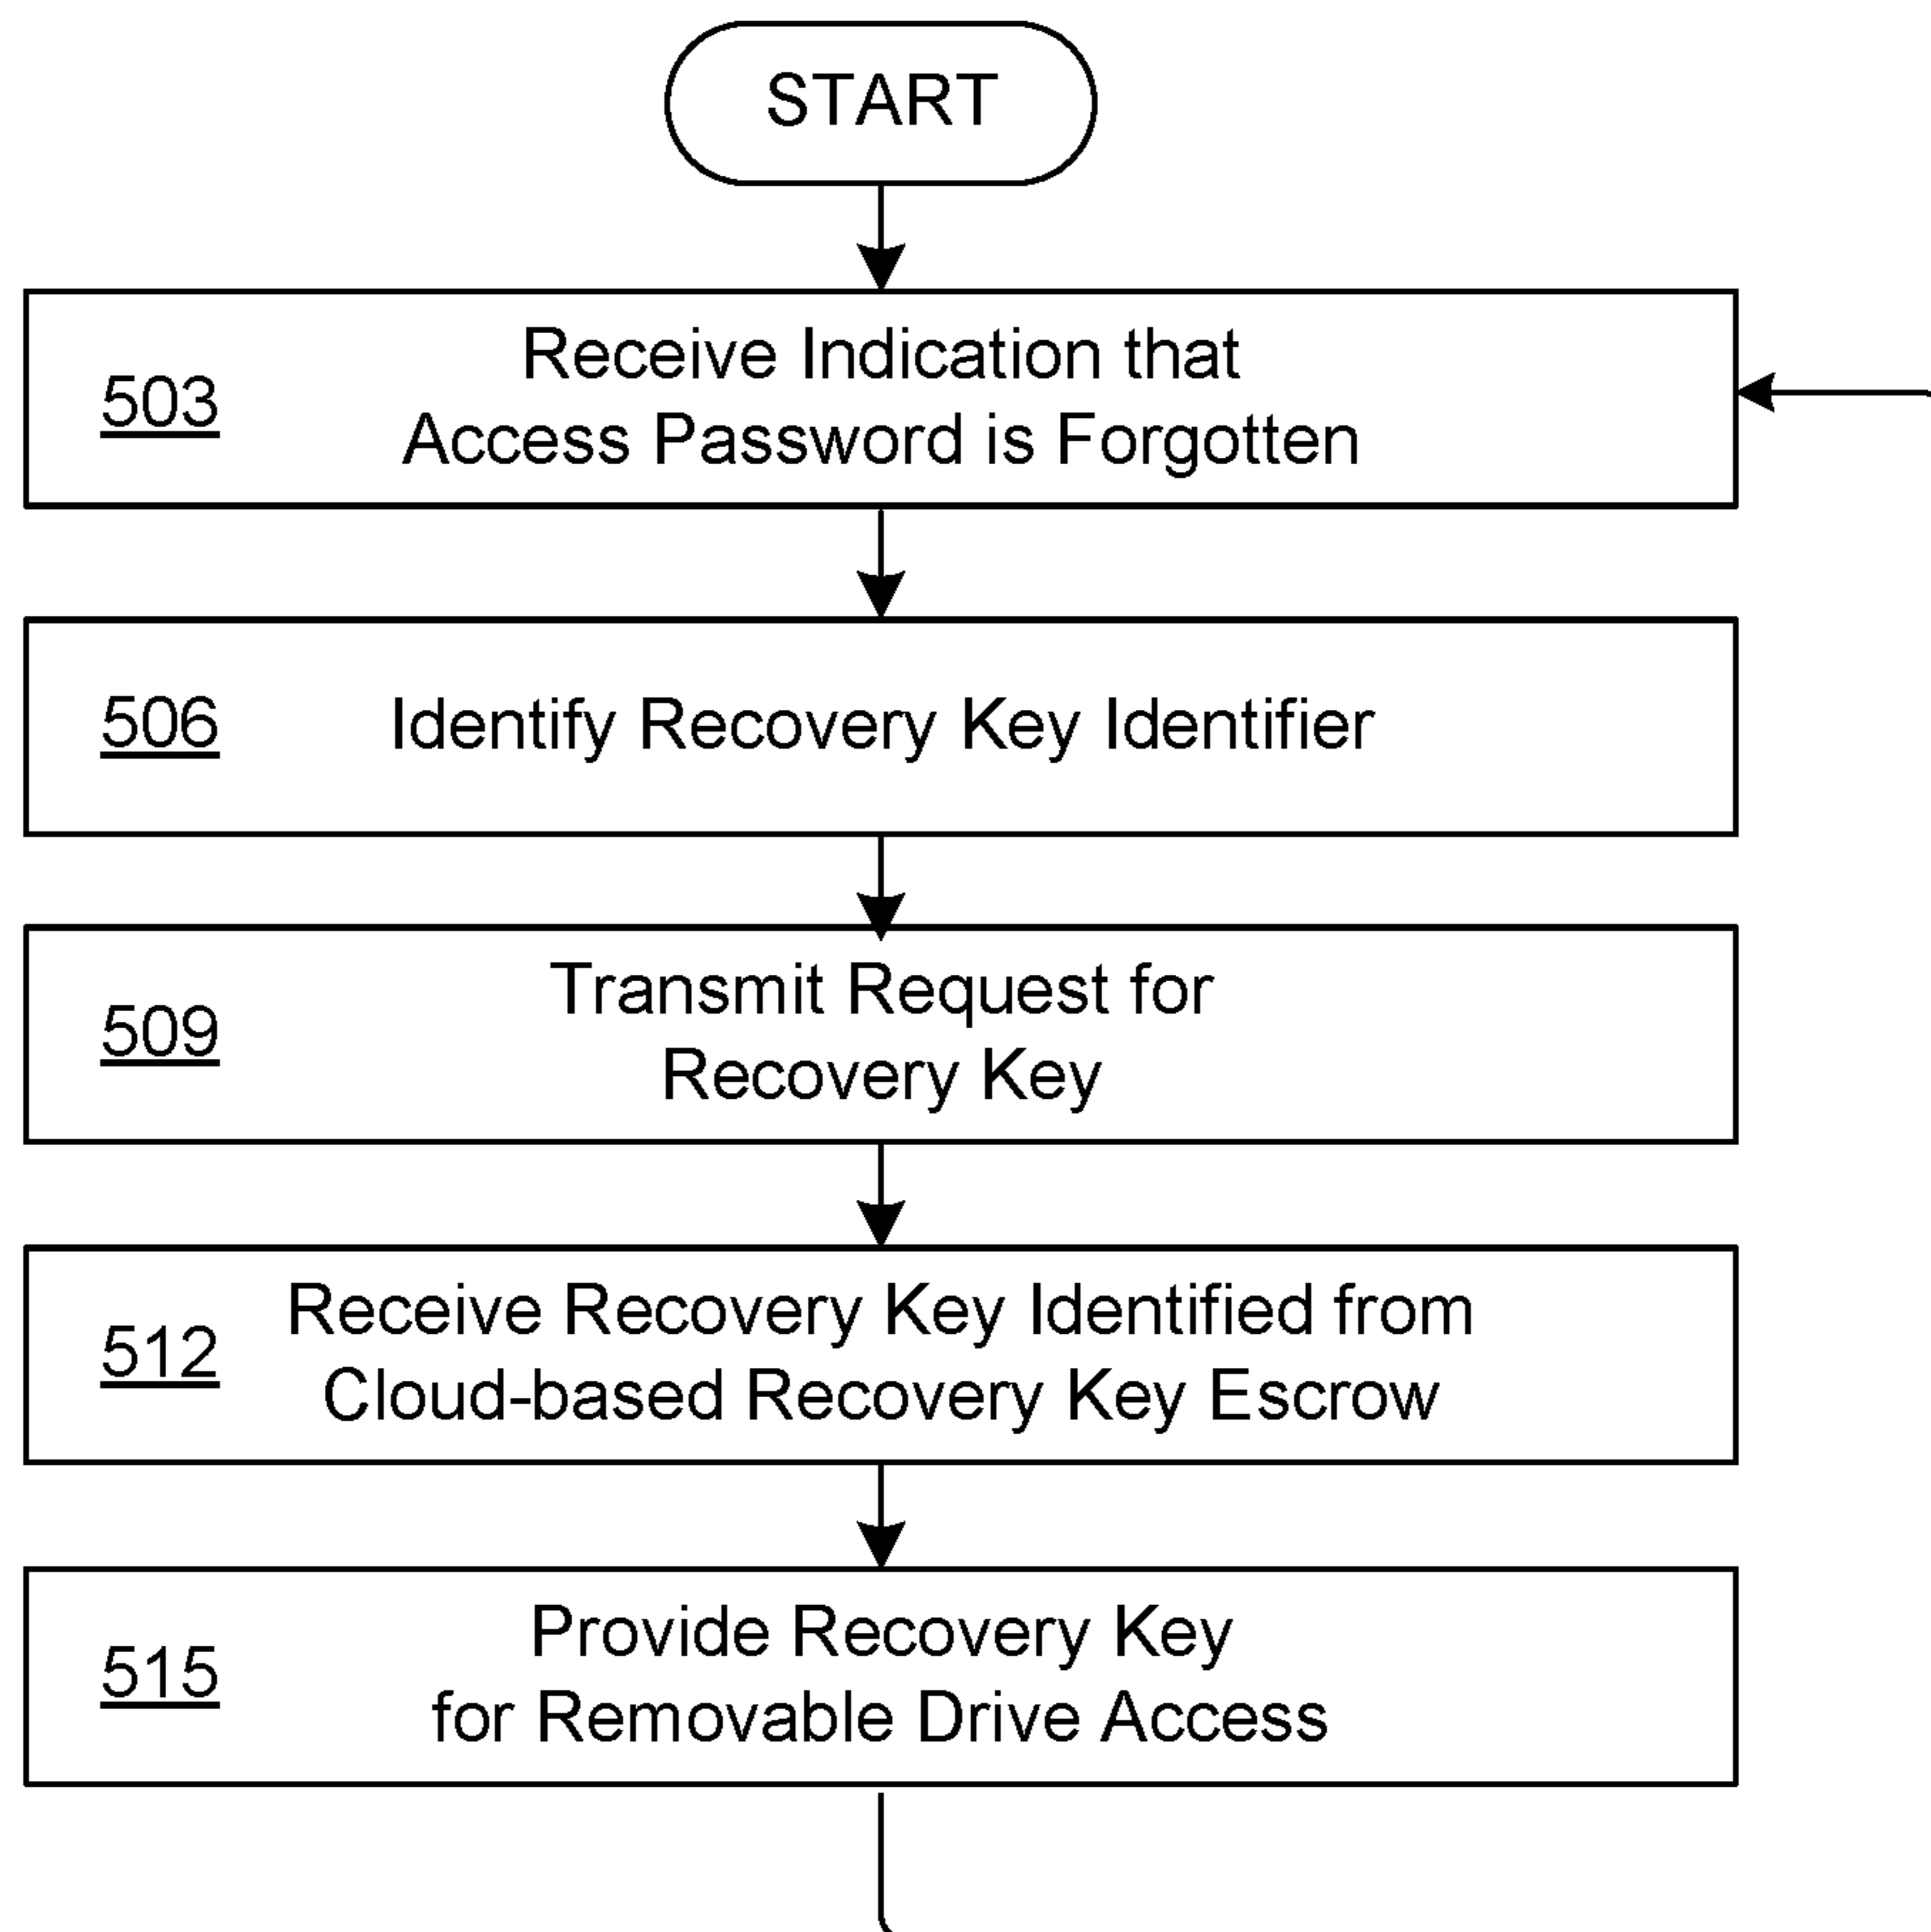 START
503
Receive Indication that
Access Password is Forgotten
506
Identify Recovery Key Identifier
509
Transmit Request for
Recovery Key
512
Receive Recovery Key Identified from
Cloud-based Recovery Key Escrow
515
Provide Recovery Key
for Removable Drive Access